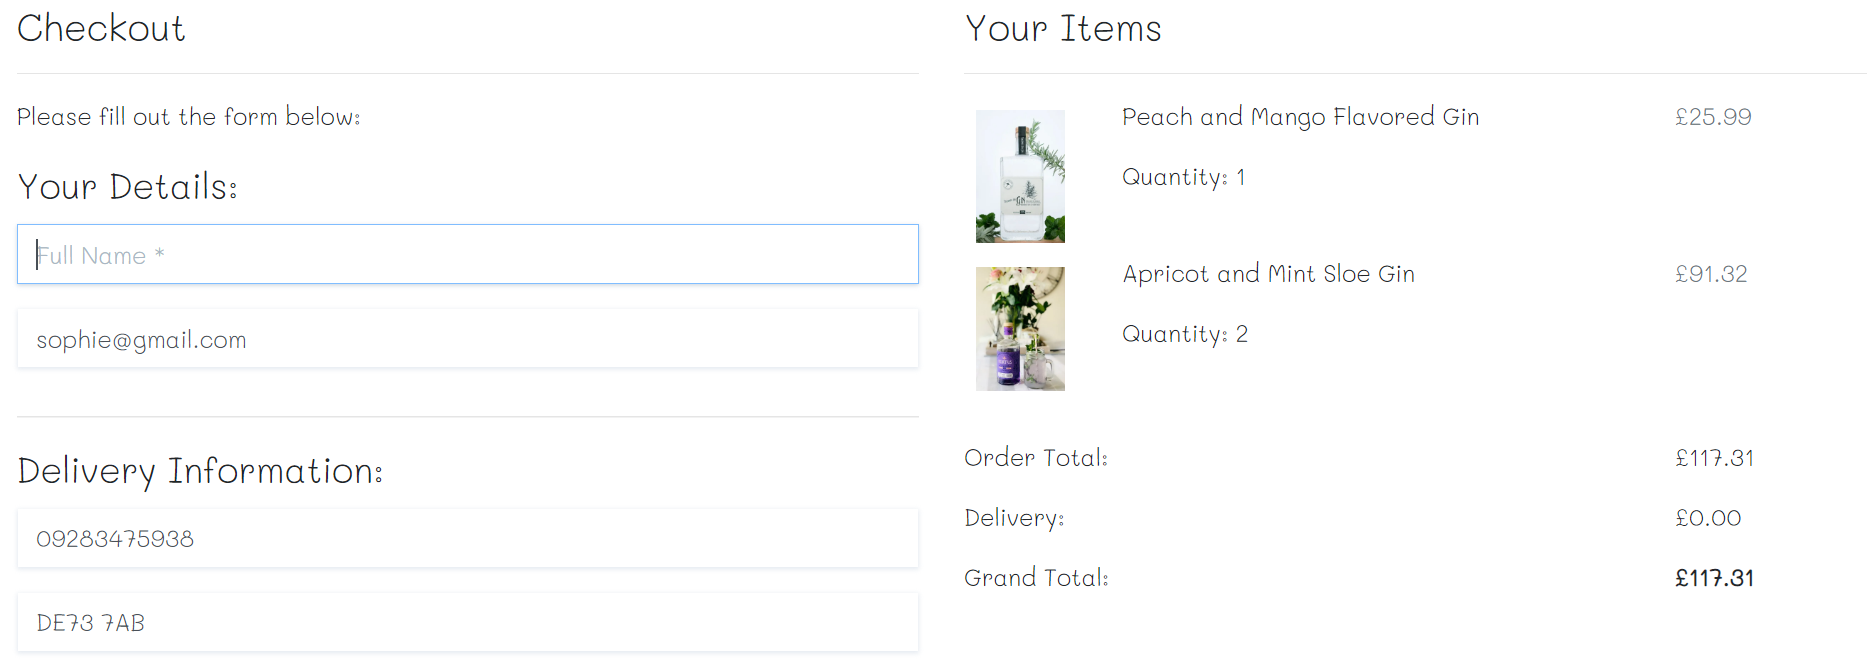 Checkout
Please fill out the form below:
Your Details:
Full Name *
sophie@gmail.com
Delivery Information:
09283475938
DE73 7AB
Your Items
Peach and Mango Flavored Gin
£25.99
Quantity: 1
GIN
Apricot and Mint Sloe Gin
£91.32
Quantity: 2
Order Total:
£117.31
Delivery:
£0.00
Grand Total:
£117.31